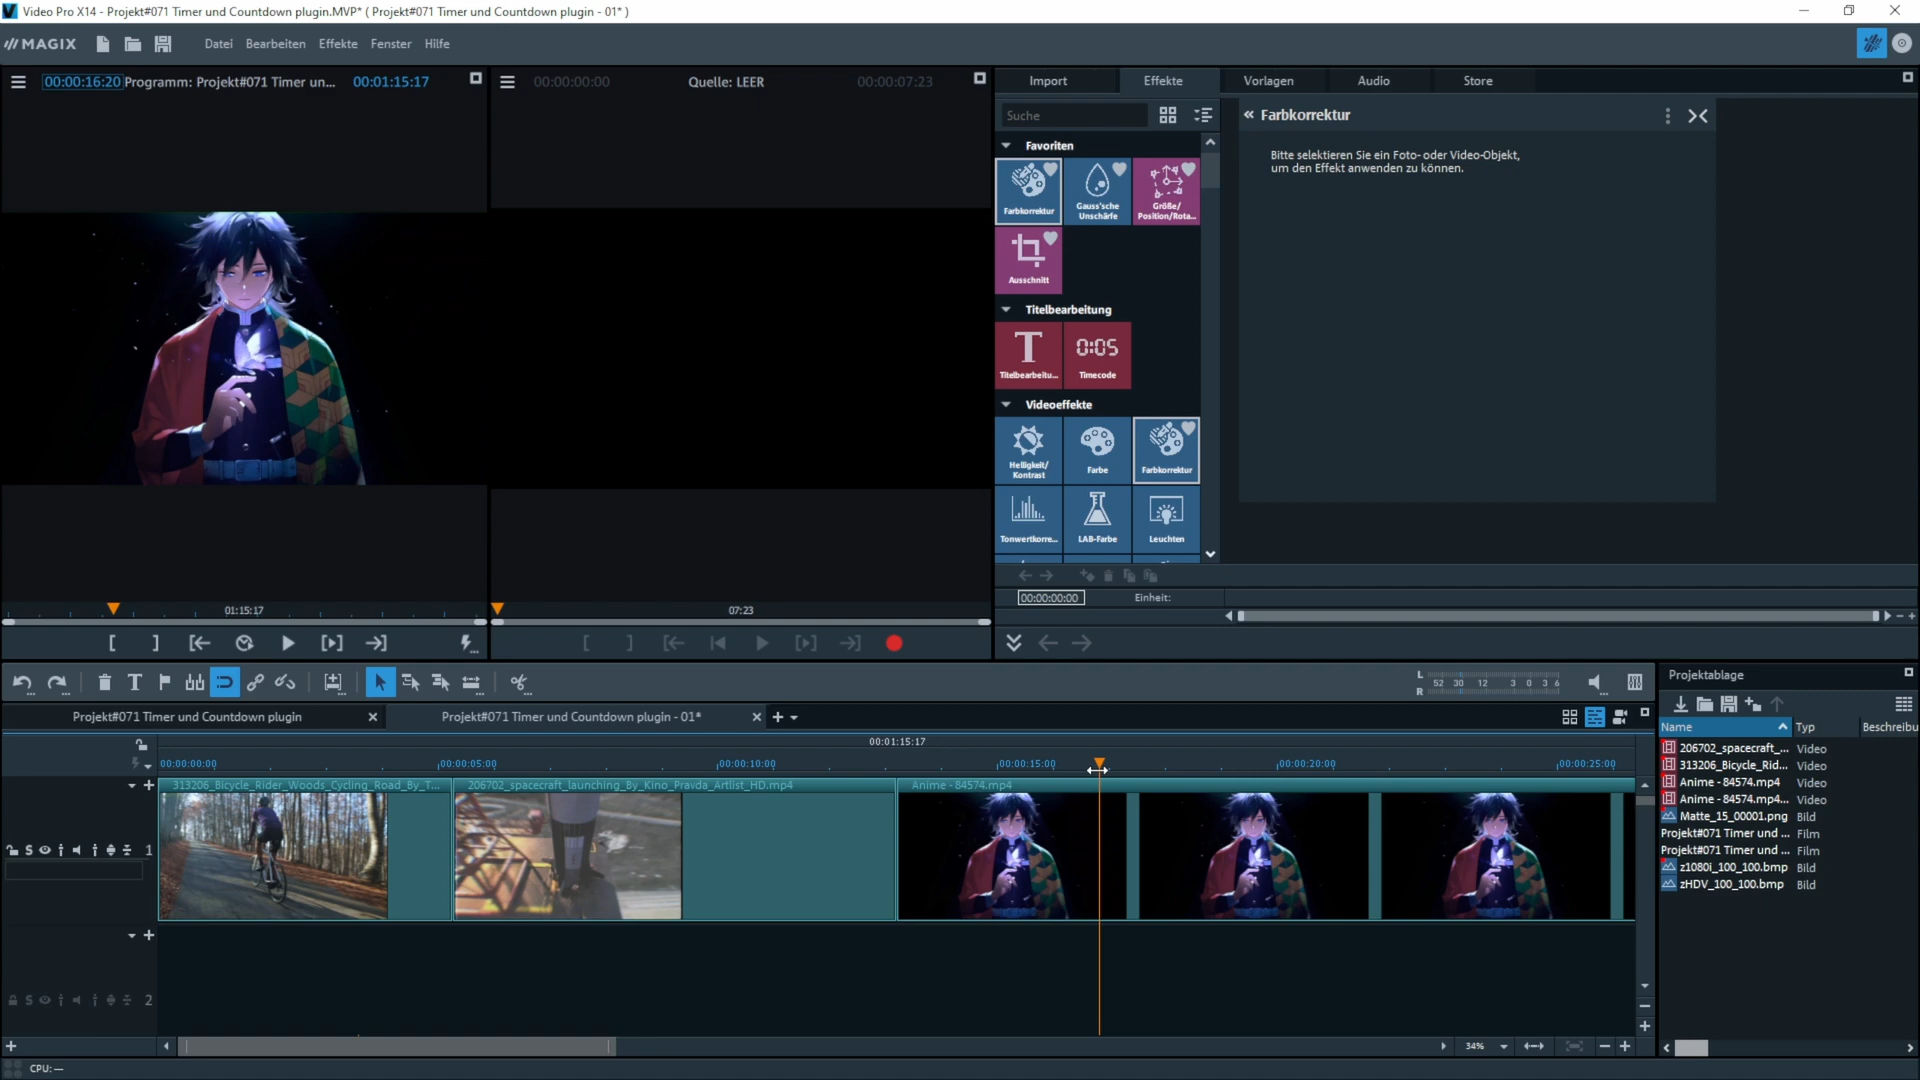 Video Pro X14 - Projekt#071 Timer und Countdown plugin.MVP* ( Projekt#071 Timer und Countdown plugin - 01* )
MAGIX
Datei Bearbeiten Effekte Fenster Hilfe
00:00:16:20 Programm: Projekt#071 Timer un... 00:01:15:17
00:00:00:00 Quelle: LEER 00:00:07:23
Import Effekte Vorlagen Audio Store
Suche
Farbkorrektur
Bitte selektieren Sie ein Foto- oder Video-Objekt,
um den Effekt anwenden zu können.
Favoriten
Farbkorrektur
Gauss'sche
Unschärfe
Größe/
Position/Rota...
Ausschnitt
Titelbearbeitung
T
Titelbearbeitu...
0:05
Timecode
Videoeffekte
Helligkeit/
Kontrast
Farbe
Farbkorrektur
Tonwertkorre...
LAB-Farbe
Leuchten
00:00:00:00 Einheit:
01:15:17
07:23
L
52 30 12 3 0 3 6
R
Projekt#071 Timer und Countdown plugin
Projekt#071 Timer und Countdown plugin - 01*
00:01:15:17
00:00:00:00 00:00:05:00 00:00:10:00 00:00:15:00 00:00:20:00 00:00:25:00
313206_Bicycle_Rider_Woods_Cycling_Road_By_T...
206702_spacecraft_launching_By_Kino_Pravda_Artlist_HD.mp4
Anime - 84574.mp4
S 1
S 2
34%
CPU: —
Projektablage
Name Typ Beschreibu
206702_spacecraft_... Video
313206_Bicycle_Rid... Video
Anime - 84574.mp4 Video
Anime - 84574.mp4... Video
Matte_15_00001.png Bild
Projekt#071 Timer und ... Film
Projekt#071 Timer und ... Film
z1080i_100_100.bmp Bild
zHDV_100_100.bmp Bild